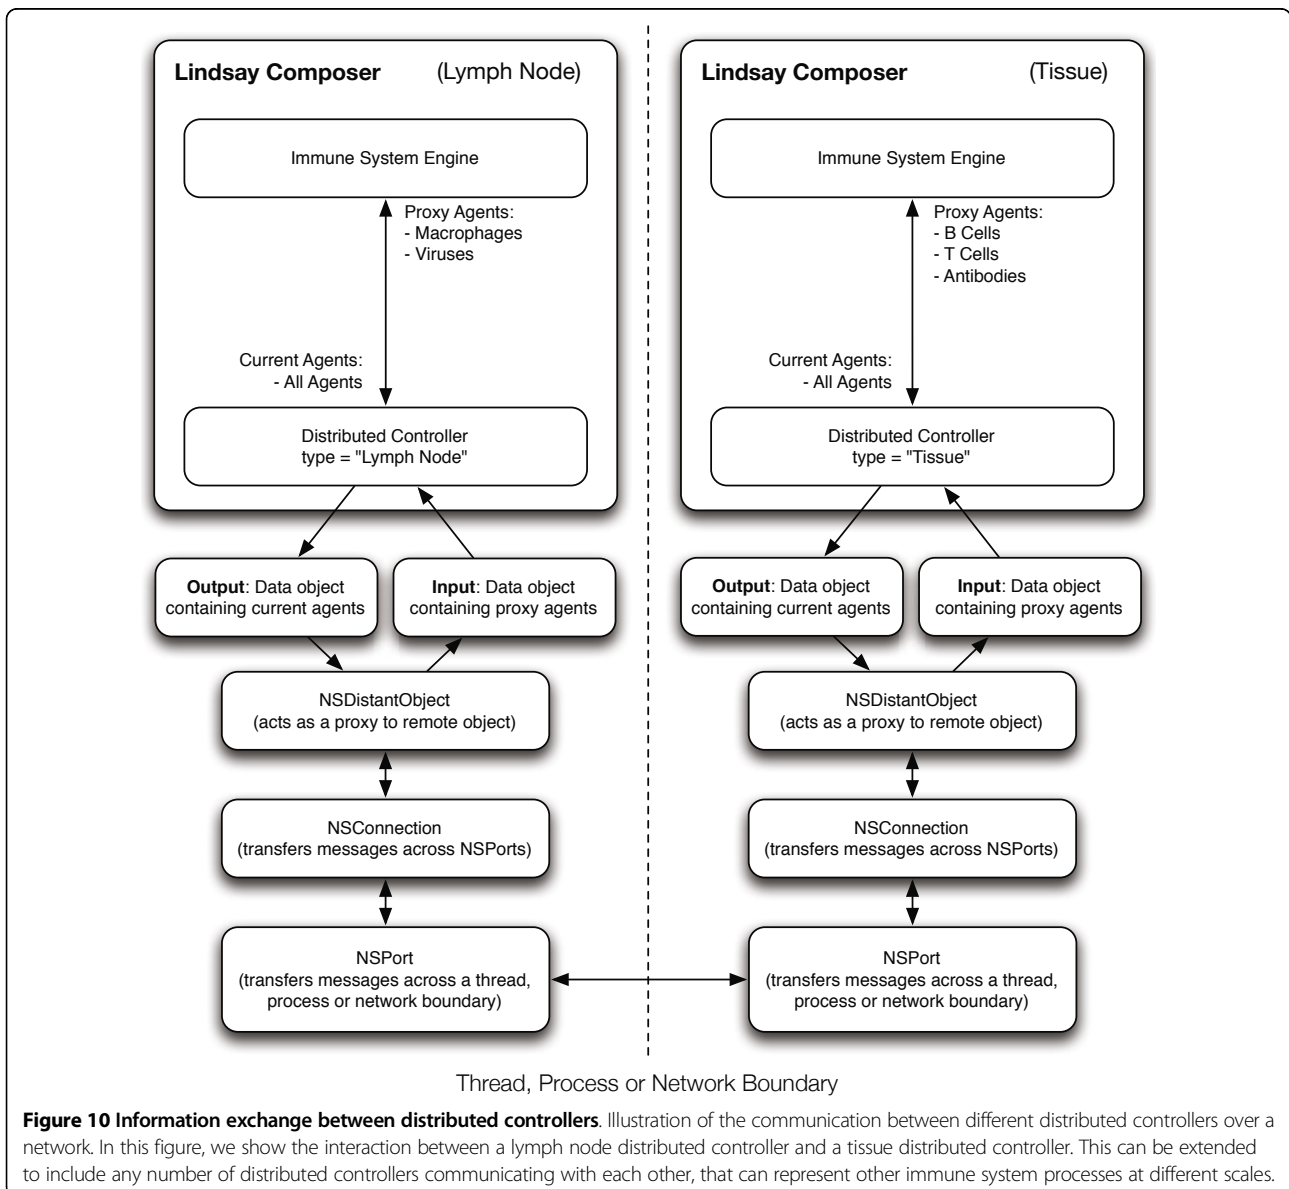 Lindsay Composer (Lymph Node)
Immune System Engine
Proxy Agents:
- Macrophages
- Viruses
Current Agents:
- All Agents
Distributed Controller
type = "Lymph Node"
Output: Data object
containing current agents
Input: Data object
containing proxy agents
NSDistantObject
(acts as a proxy to remote object)
NSConnection
(transfers messages across NSPorts)
NSPort
(transfers messages across a thread,
process or network boundary)
Lindsay Composer (Tissue)
Immune System Engine
Proxy Agents:
- B Cells
- T Cells
- Antibodies
Current Agents:
- All Agents
Distributed Controller
type = "Tissue"
Output: Data object
containing current agents
Input: Data object
containing proxy agents
NSDistantObject
(acts as a proxy to remote object)
NSConnection
(transfers messages across NSPorts)
NSPort
(transfers messages across a thread,
process or network boundary)
Thread, Process or Network Boundary
Figure 10 Information exchange between distributed controllers. Illustration of the communication between different distributed controllers over a
network. In this figure, we show the interaction between a lymph node distributed controller and a tissue distributed controller. This can be extended
to include any number of distributed controllers communicating with each other, that can represent other immune system processes at different scales.